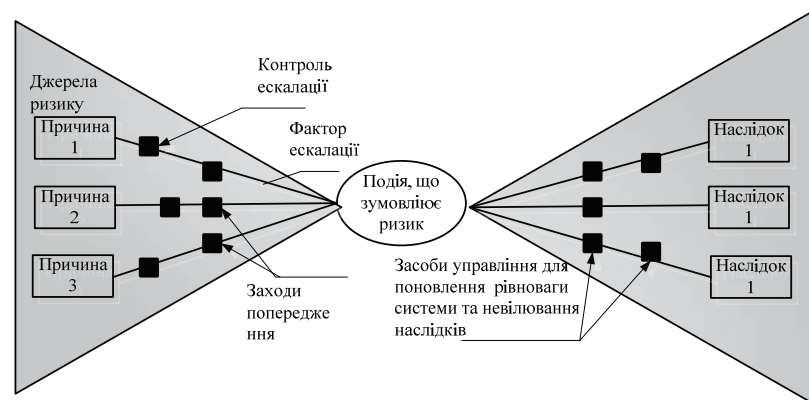 Джерела
ризику
Причина
1
Причина
2
Причина
3
Контроль
ескалації
Фактор
ескалації
Заходи
попередже
ння
Подія, що
зумовлює
ризик
Засоби управління для
поновлення рівноваги
системи та невілювання
наслідків
Наслідок
1
Наслідок
1
Наслідок
1